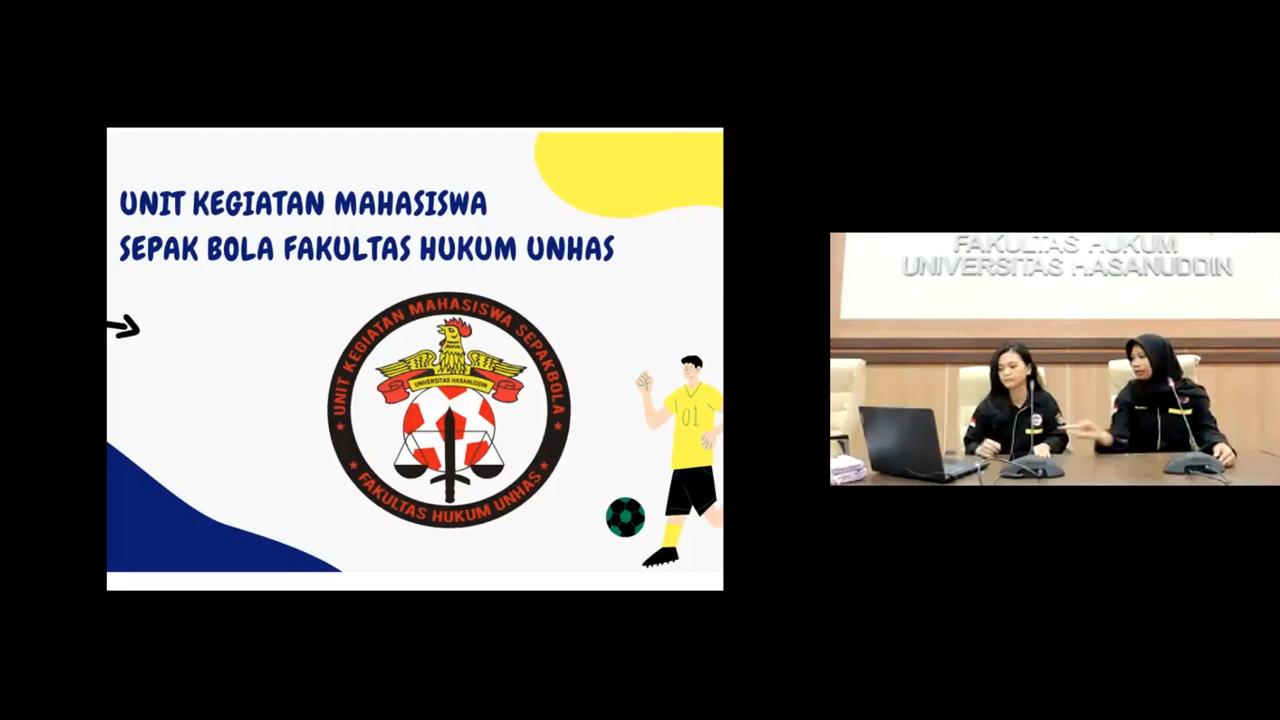 UNIT KEGIATAN MAHASISWA
SEPAK BOLA FAKULTAS HUKUM UNHAS
UNIT KEGIATAN MAHASISWA SEPAKBOLA
UNIVERSITAS HASANUDDIN
FAKULTAS HUKUM UNHAS
01
FAKULTAS HUKUM
UNIVERSITAS HASANUDDIN